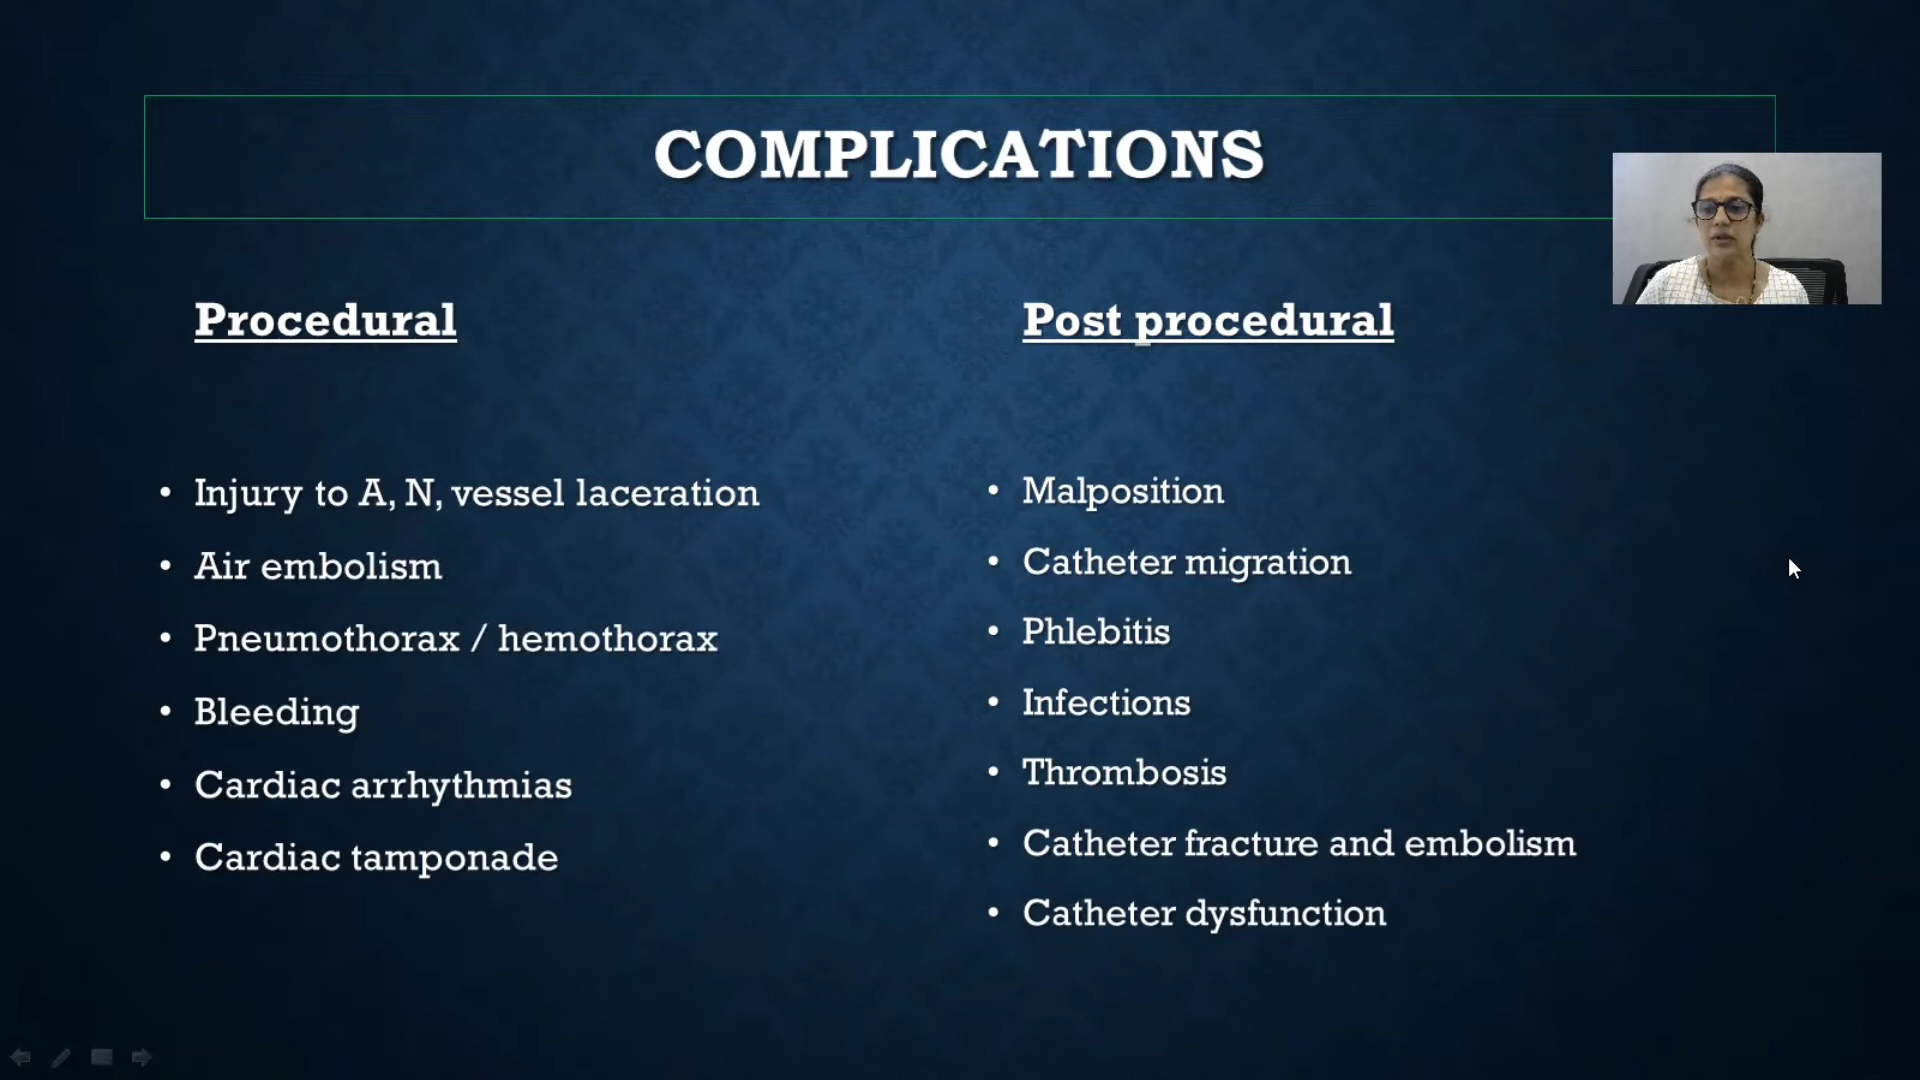 COMPLICATIONS
Procedural
• Injury to A, N, vessel laceration
• Air embolism
• Pneumothorax / hemothorax
• Bleeding
• Cardiac arrhythmias
• Cardiac tamponade
Post procedural
• Malposition
• Catheter migration
• Phlebitis
• Infections
• Thrombosis
• Catheter fracture and embolism
• Catheter dysfunction